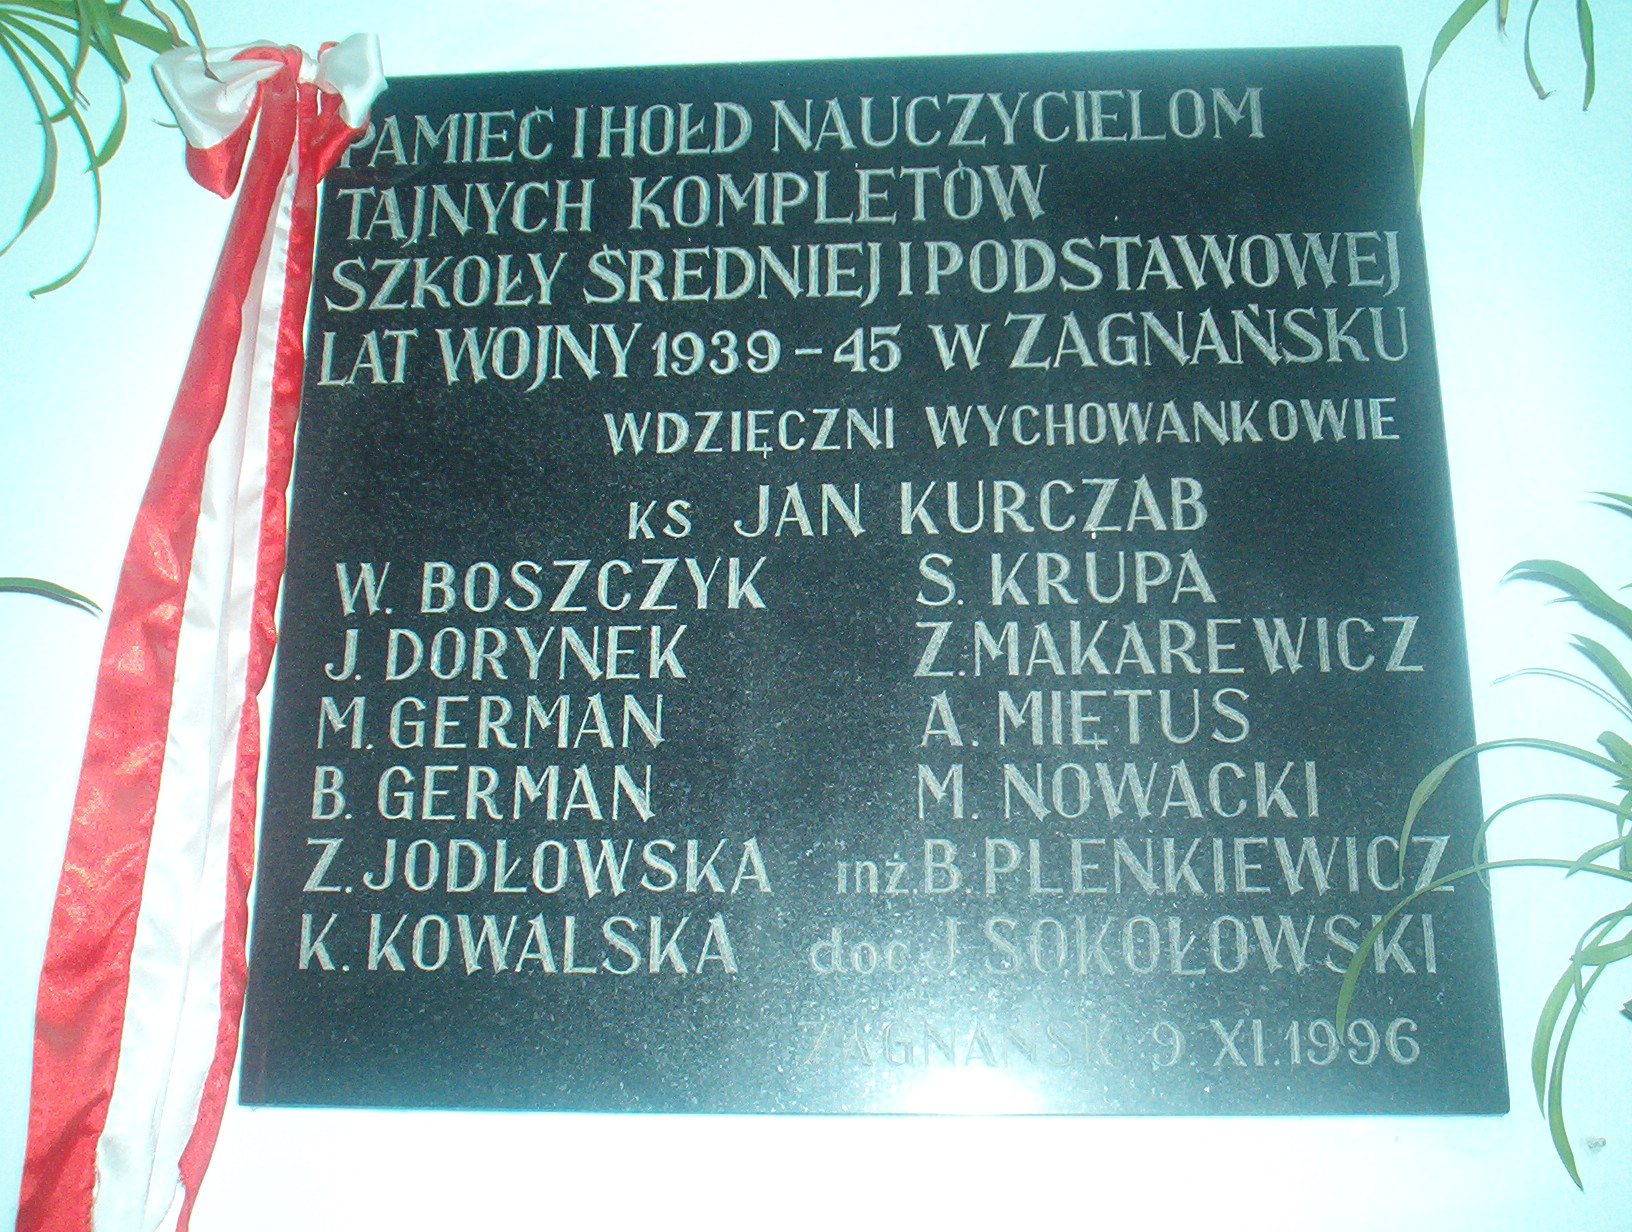 PAMIEĆ I HOŁD NAUCZYCIELOM
TAJNYCH KOMPLETÓW
SZKOŁY ŚREDNIEJ I PODSTAWOWEJ
LAT WOJNY 1939-45 W ZAGNAŃSKU
WDZIĘCZNI WYCHOWANKOWIE
KS JAN KURCZAB
W. BOSZCZYK S. KRUPA
J. DORYNEK Z. MAKAREWICZ
M. GERMAN A. MIĘTUS
B. GERMAN M. NOWACKI
Z. JODŁOWSKA inż. B. PLENKIEWICZ
K. KOWALSKA doc. J. SOKOŁOWSKI
ZAGNAŃSK 9 XI. 1996